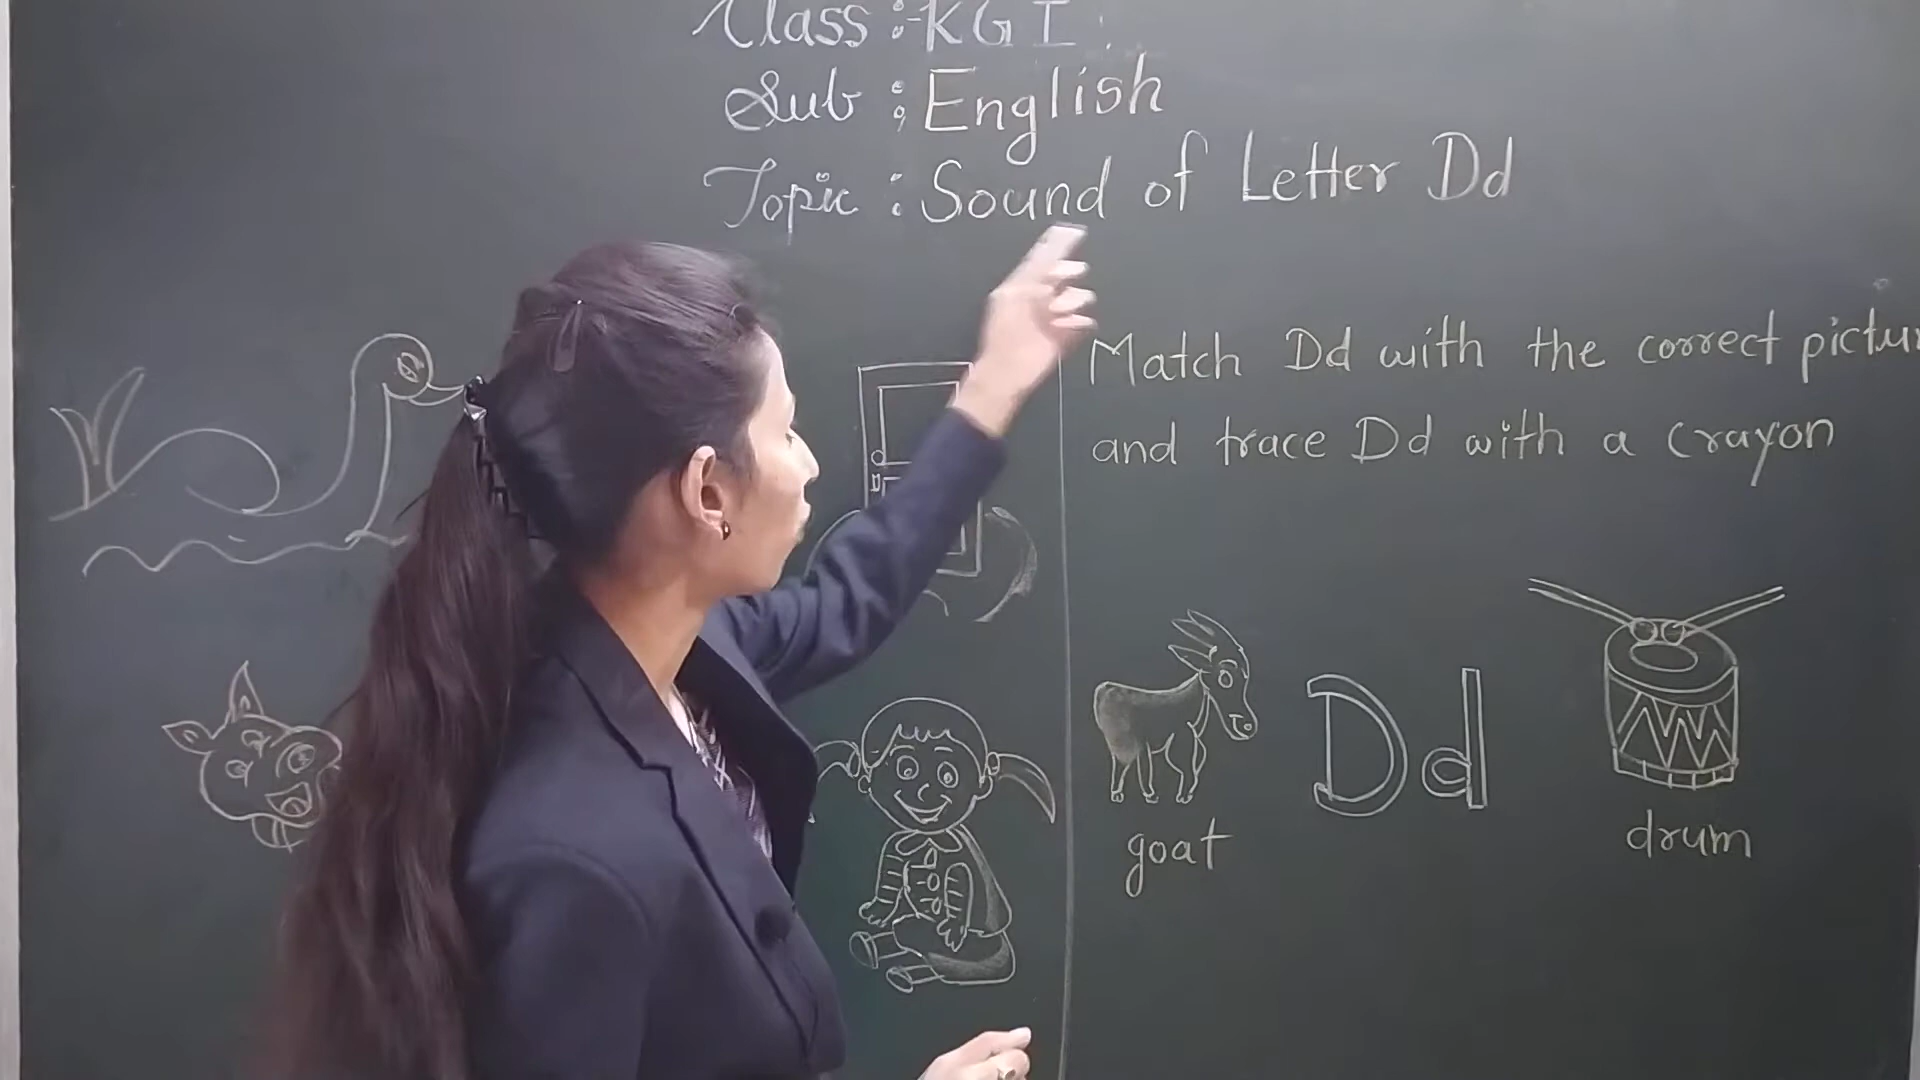 Class :- KG I
Sub : English
Topic : Sound of Letter Dd
Match Dd with the correct
and trace Dd with a crayon
Dd
goat
drum